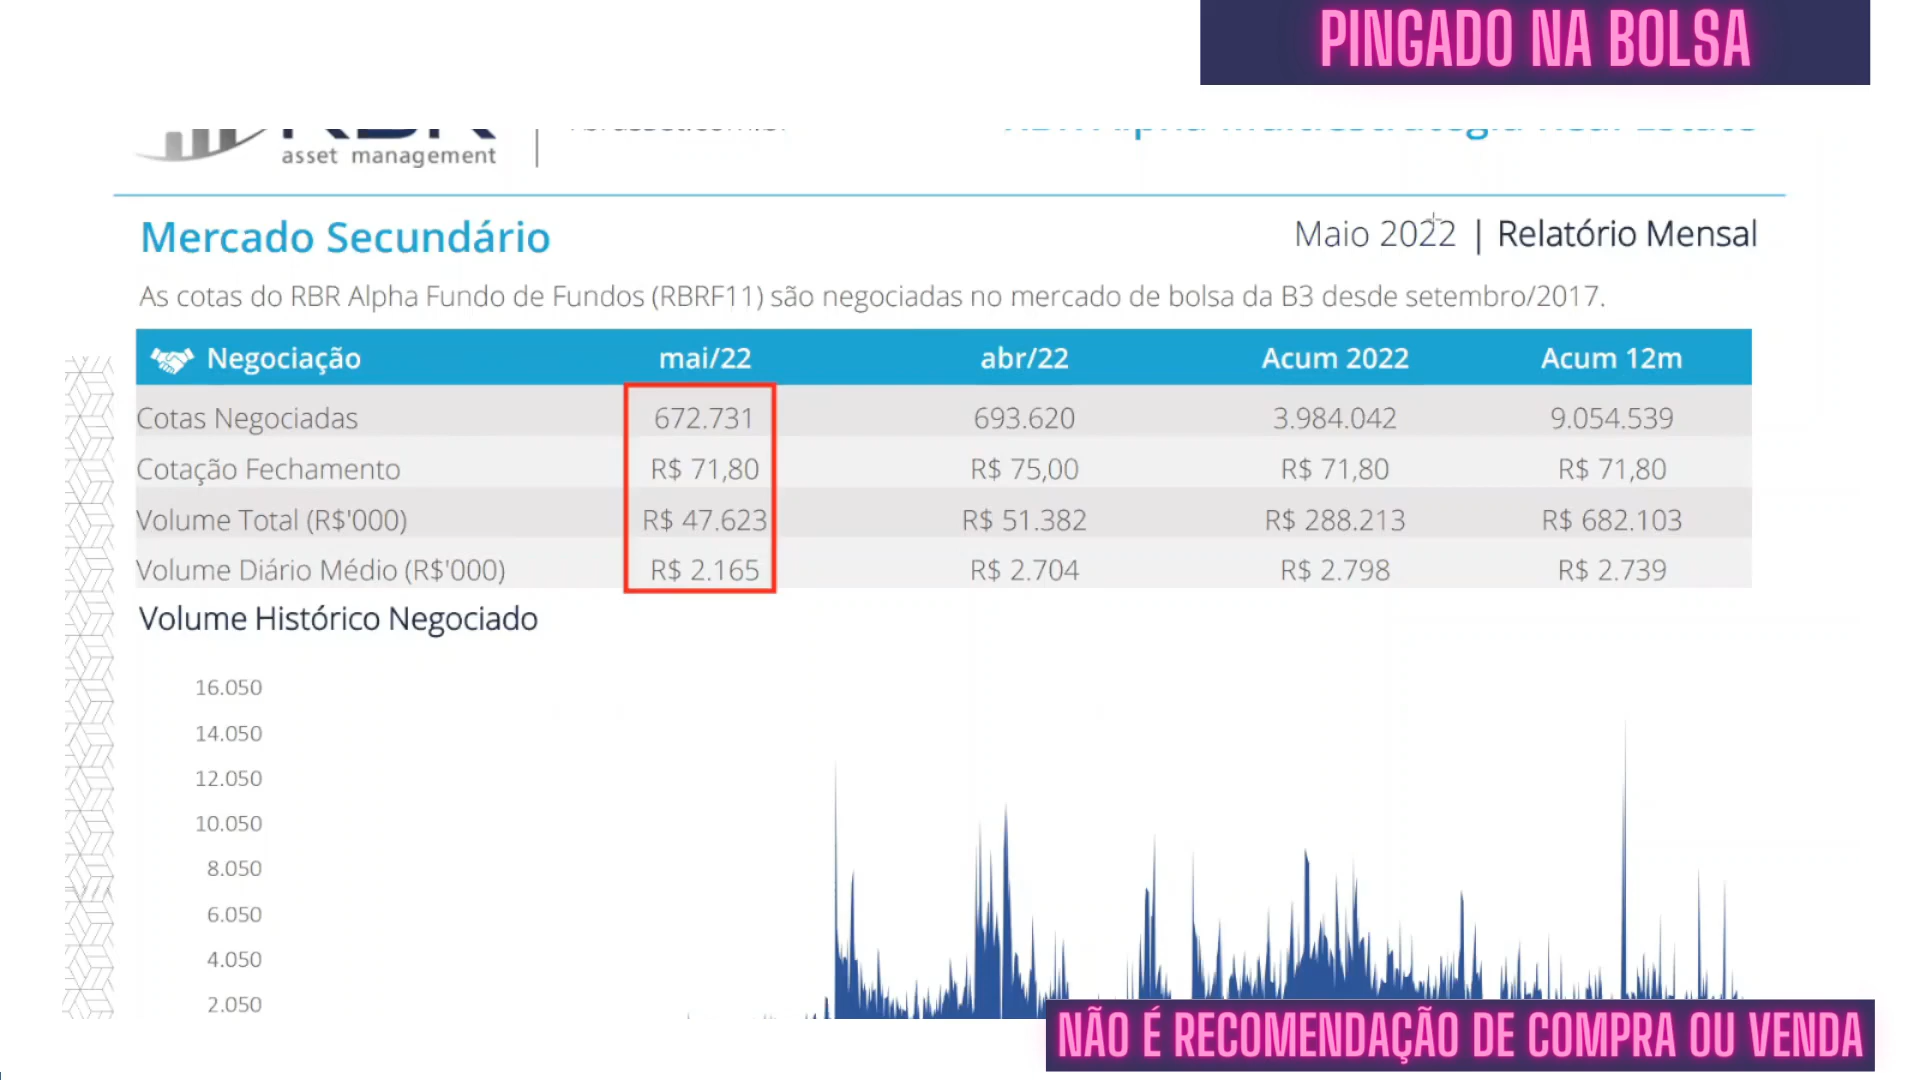 PINGADO NA BOLSA
asset management
Mercado Secundário
Maio 2022 | Relatório Mensal
As cotas do RBR Alpha Fundo de Fundos (RBRF11) são negociadas no mercado de bolsa da B3 desde setembro/2017.
Negociação mai/22 abr/22 Acum 2022 Acum 12m
Cotas Negociadas 672.731 693.620 3.984.042 9.054.539
Cotação Fechamento R$ 71,80 R$ 75,00 R$ 71,80 R$ 71,80
Volume Total (R$'000) R$ 47.623 R$ 51.382 R$ 288.213 R$ 682.103
Volume Diário Médio (R$'000) R$ 2.165 R$ 2.704 R$ 2.798 R$ 2.739
Volume Histórico Negociado
16.050
14.050
12.050
10.050
8.050
6.050
4.050
2.050
NÃO É RECOMENDAÇÃO DE COMPRA OU VENDA